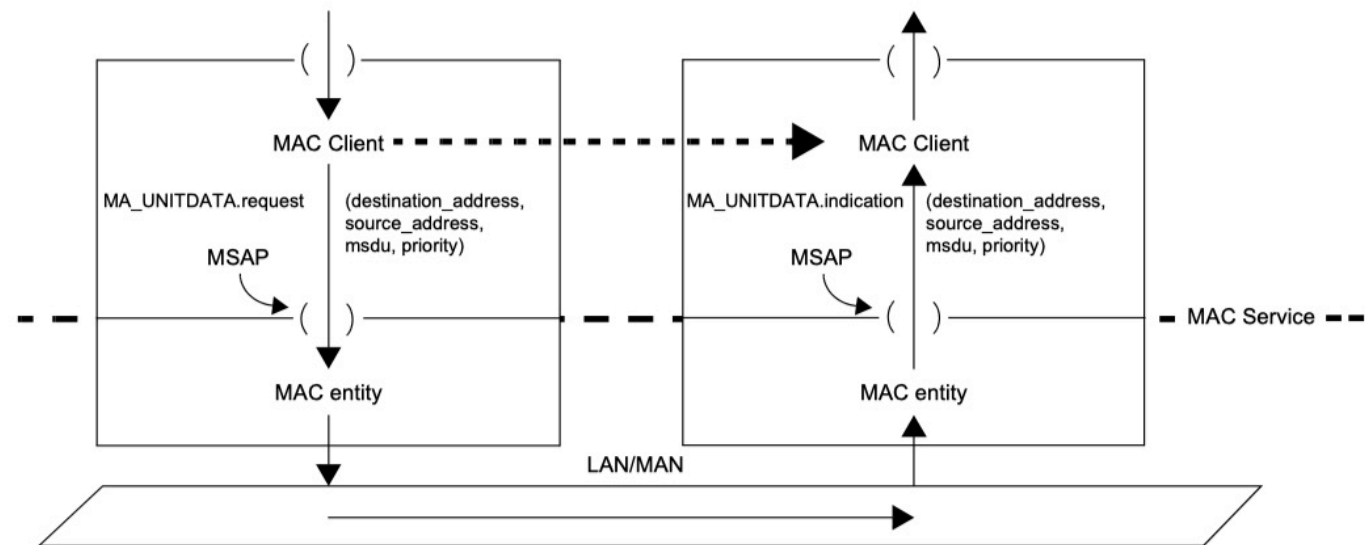 MAC Client
MAC Client
MA_UNITDATA.request
(destination_address,
source_address,
msdu, priority)
MA_UNITDATA.indication
(destination_address,
source_address,
msdu, priority)
MSAP
MSAP
MAC Service
MAC entity
MAC entity
LAN/MAN